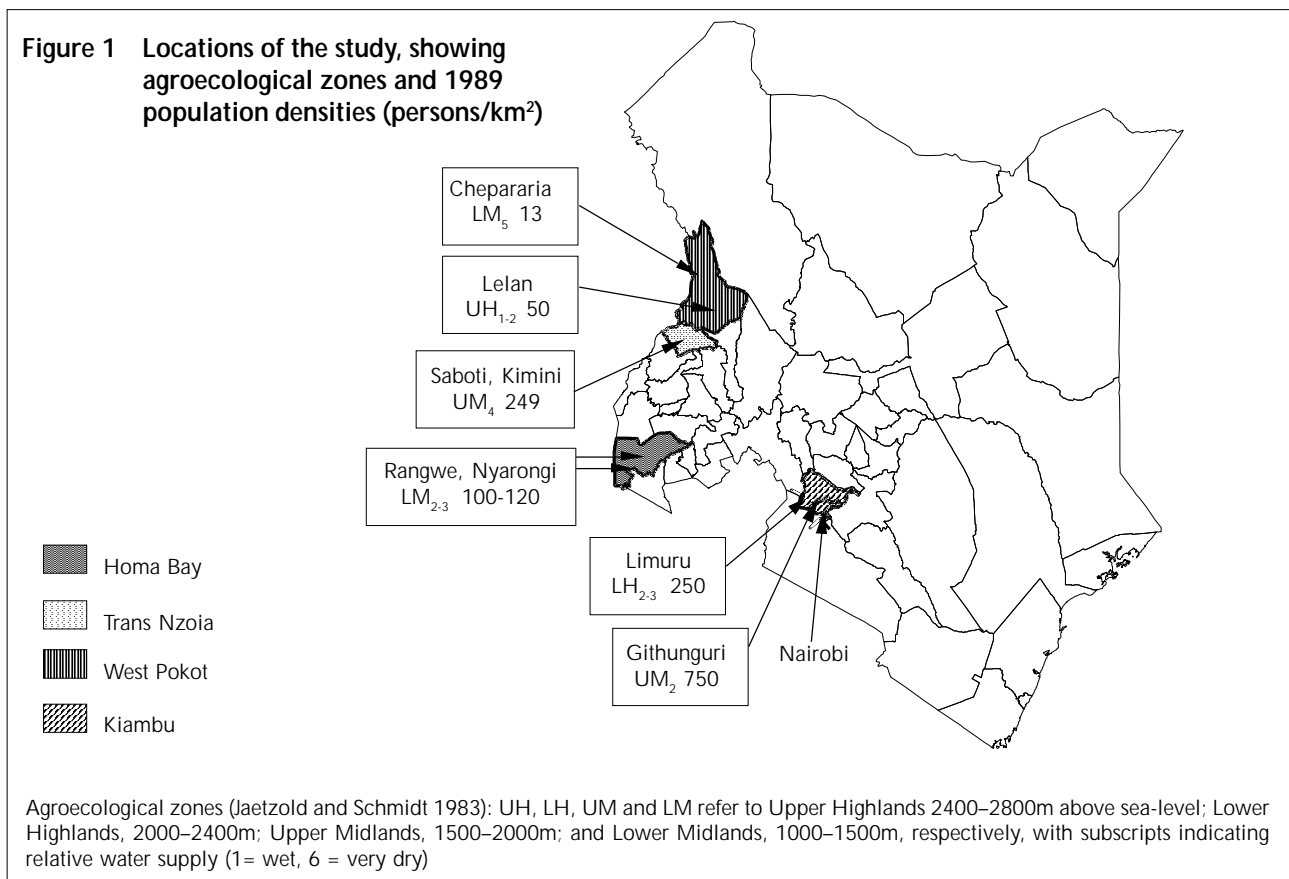 Figure 1 Locations of the study, showing
agroecological zones and 1989
population densities (persons/km²)
Chepararia
LM₅ 13
Lelan
UH₁₋₂ 50
Saboti, Kimini
UM₄ 249
Rangwe, Nyarongi
LM₂₋₃ 100-120
Limuru
LH₂₋₃ 250
Githunguri
UM₂ 750
Nairobi
Homa Bay
Trans Nzoia
West Pokot
Kiambu
Agroecological zones (Jaetzold and Schmidt 1983): UH, LH, UM and LM refer to Upper Highlands 2400–2800m above sea-level; Lower
Highlands, 2000–2400m; Upper Midlands, 1500–2000m; and Lower Midlands, 1000–1500m, respectively, with subscripts indicating
relative water supply (1= wet, 6 = very dry)